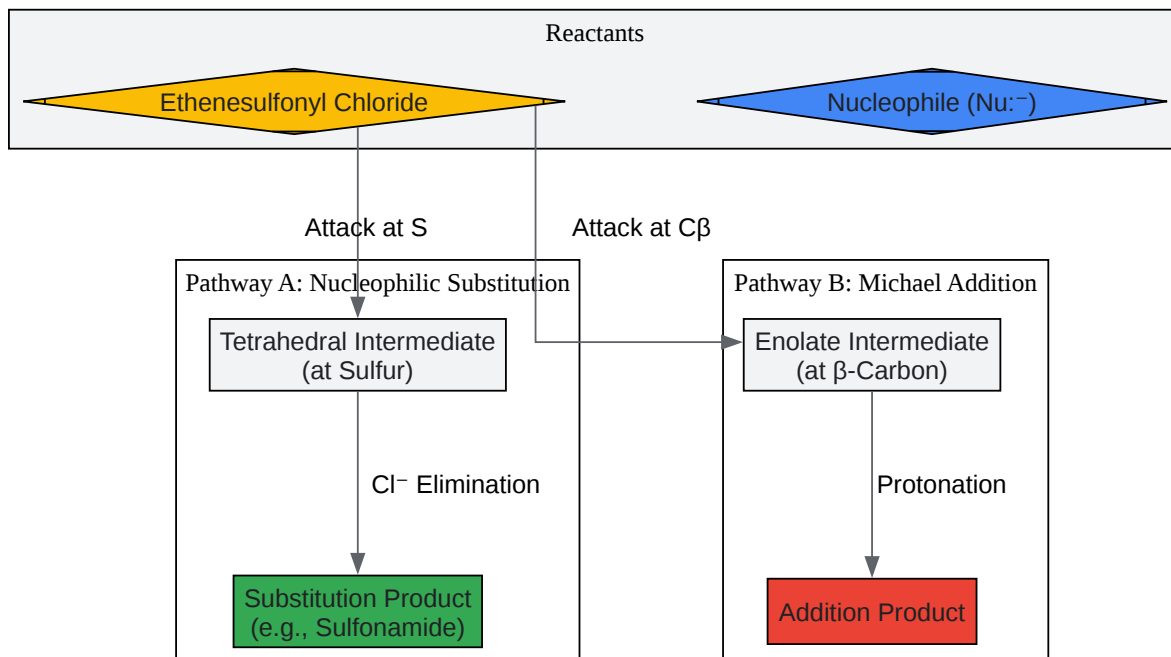 Reactants
Ethenesulfonyl Chloride
Nucleophile (Nu:⁻)
Attack at S
Attack at Cβ
Pathway A: Nucleophilic Substitution
Pathway B: Michael Addition
Tetrahedral Intermediate
(at Sulfur)
Enolate Intermediate
(at β-Carbon)
Cl⁻ Elimination
Protonation
Substitution Product
(e.g., Sulfonamide)
Addition Product